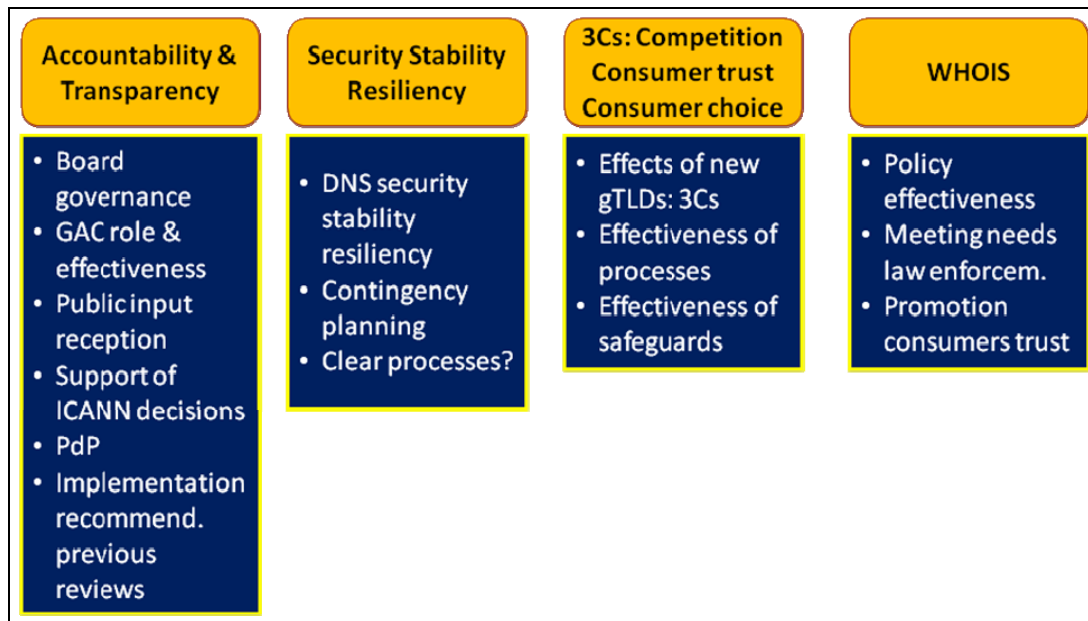 Accountability &
Transparency
• Board
governance
• GAC role &
effectiveness
• Public input
reception
• Support of
ICANN decisions
• PdP
• Implementation
recommend.
previous
reviews
Security Stability
Resiliency
• DNS security
stability
resiliency
• Contingency
planning
• Clear processes?
3Cs: Competition
Consumer trust
Consumer choice
• Effects of new
gTLDs: 3Cs
• Effectiveness of
processes
• Effectiveness of
safeguards
WHOIS
• Policy
effectiveness
• Meeting needs
law enforcem.
• Promotion
consumers trust